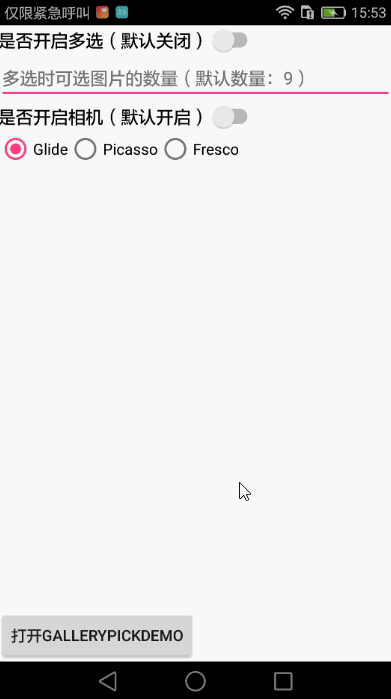 仅限紧急呼叫 15:53
是否开启多选（默认关闭）
多选时可选图片的数量（默认数量：9）
是否开启相机（默认开启）
Glide Picasso Fresco
打开GALLERYPICKDEMO